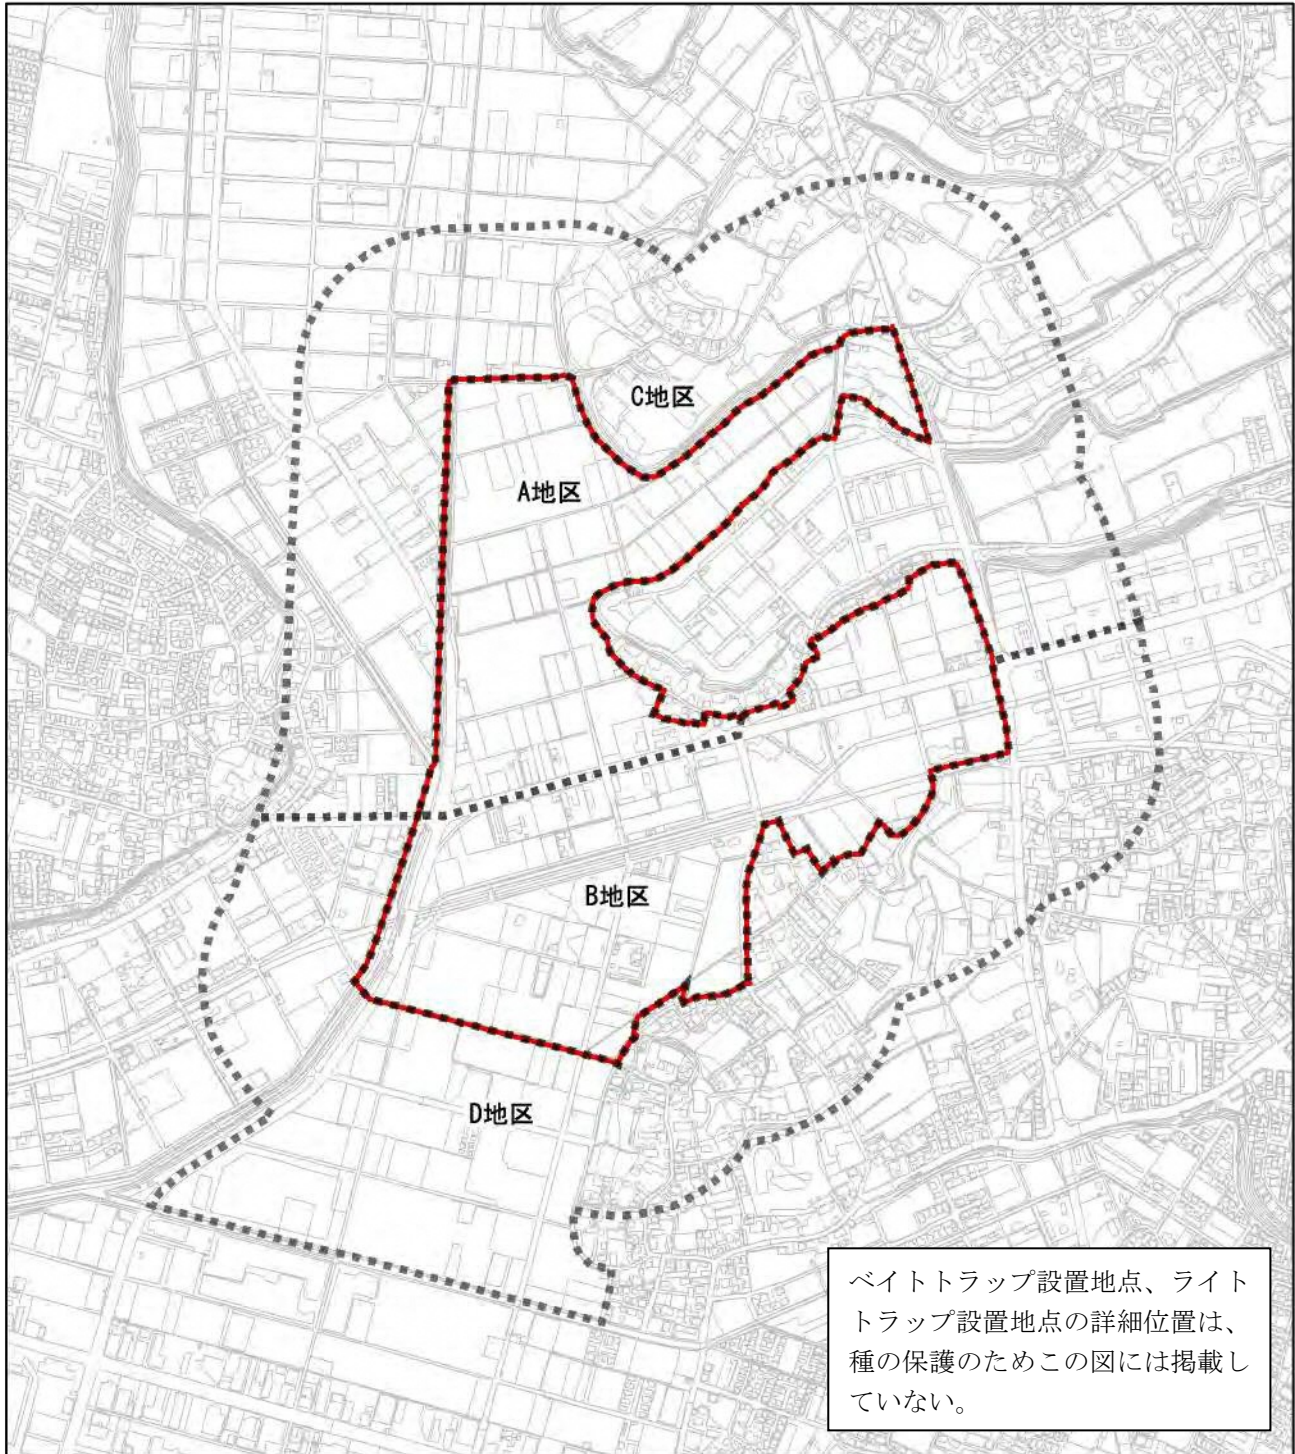 C地区
A地区
B地区
D地区
ベイトトラップ設置地点、ライト
トラップ設置地点の詳細位置は、
種の保護のためこの図には掲載し
ていない。